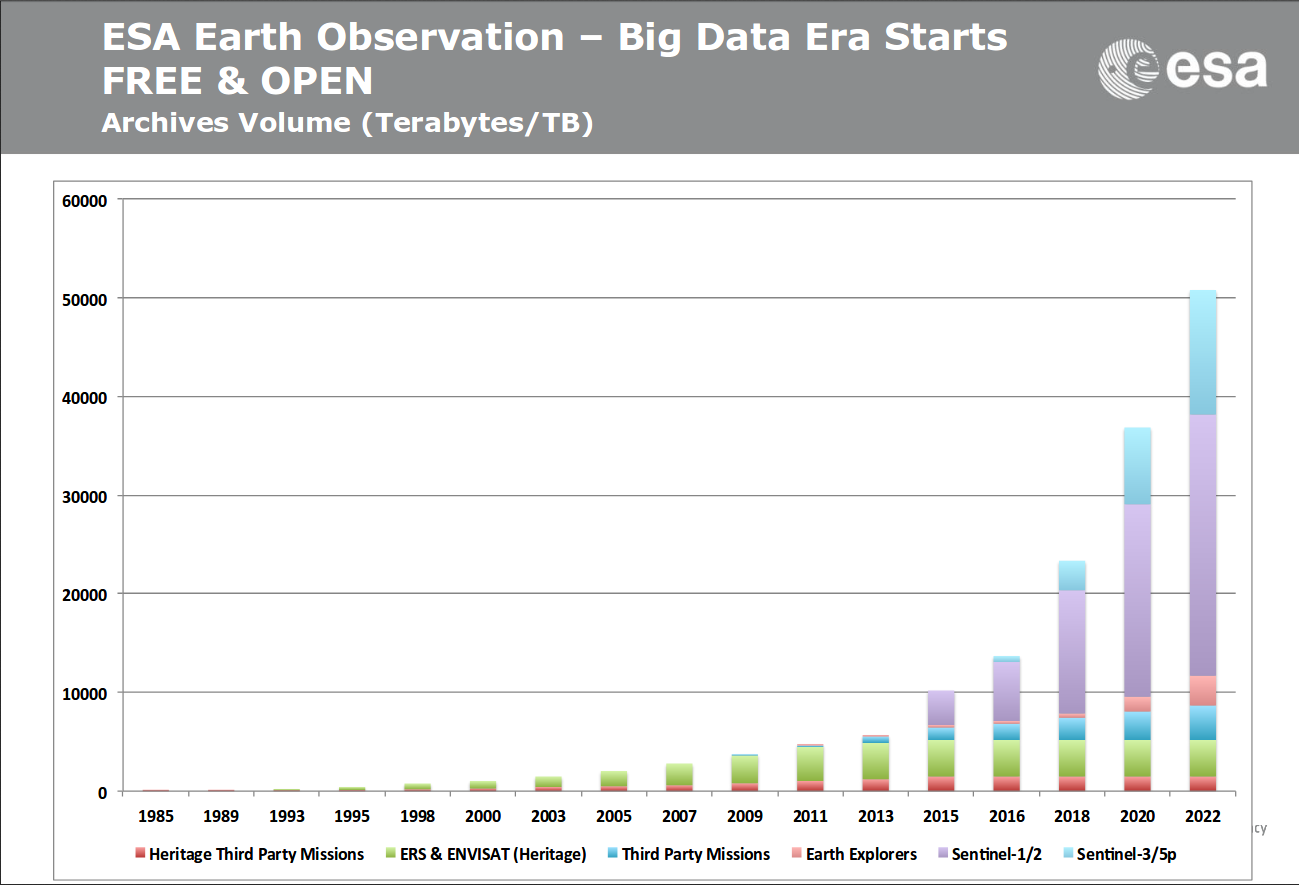 ESA Earth Observation – Big Data Era Starts
FREE & OPEN
Archives Volume (Terabytes/TB)
esa
60000
50000
40000
30000
20000
10000
0
1985 1989 1993 1995 1998 2000 2003 2005 2007 2009 2011 2013 2015 2016 2018 2020 2022
cy
Heritage Third Party Missions ERS & ENVISAT (Heritage) Third Party Missions Earth Explorers Sentinel-1/2 Sentinel-3/5p